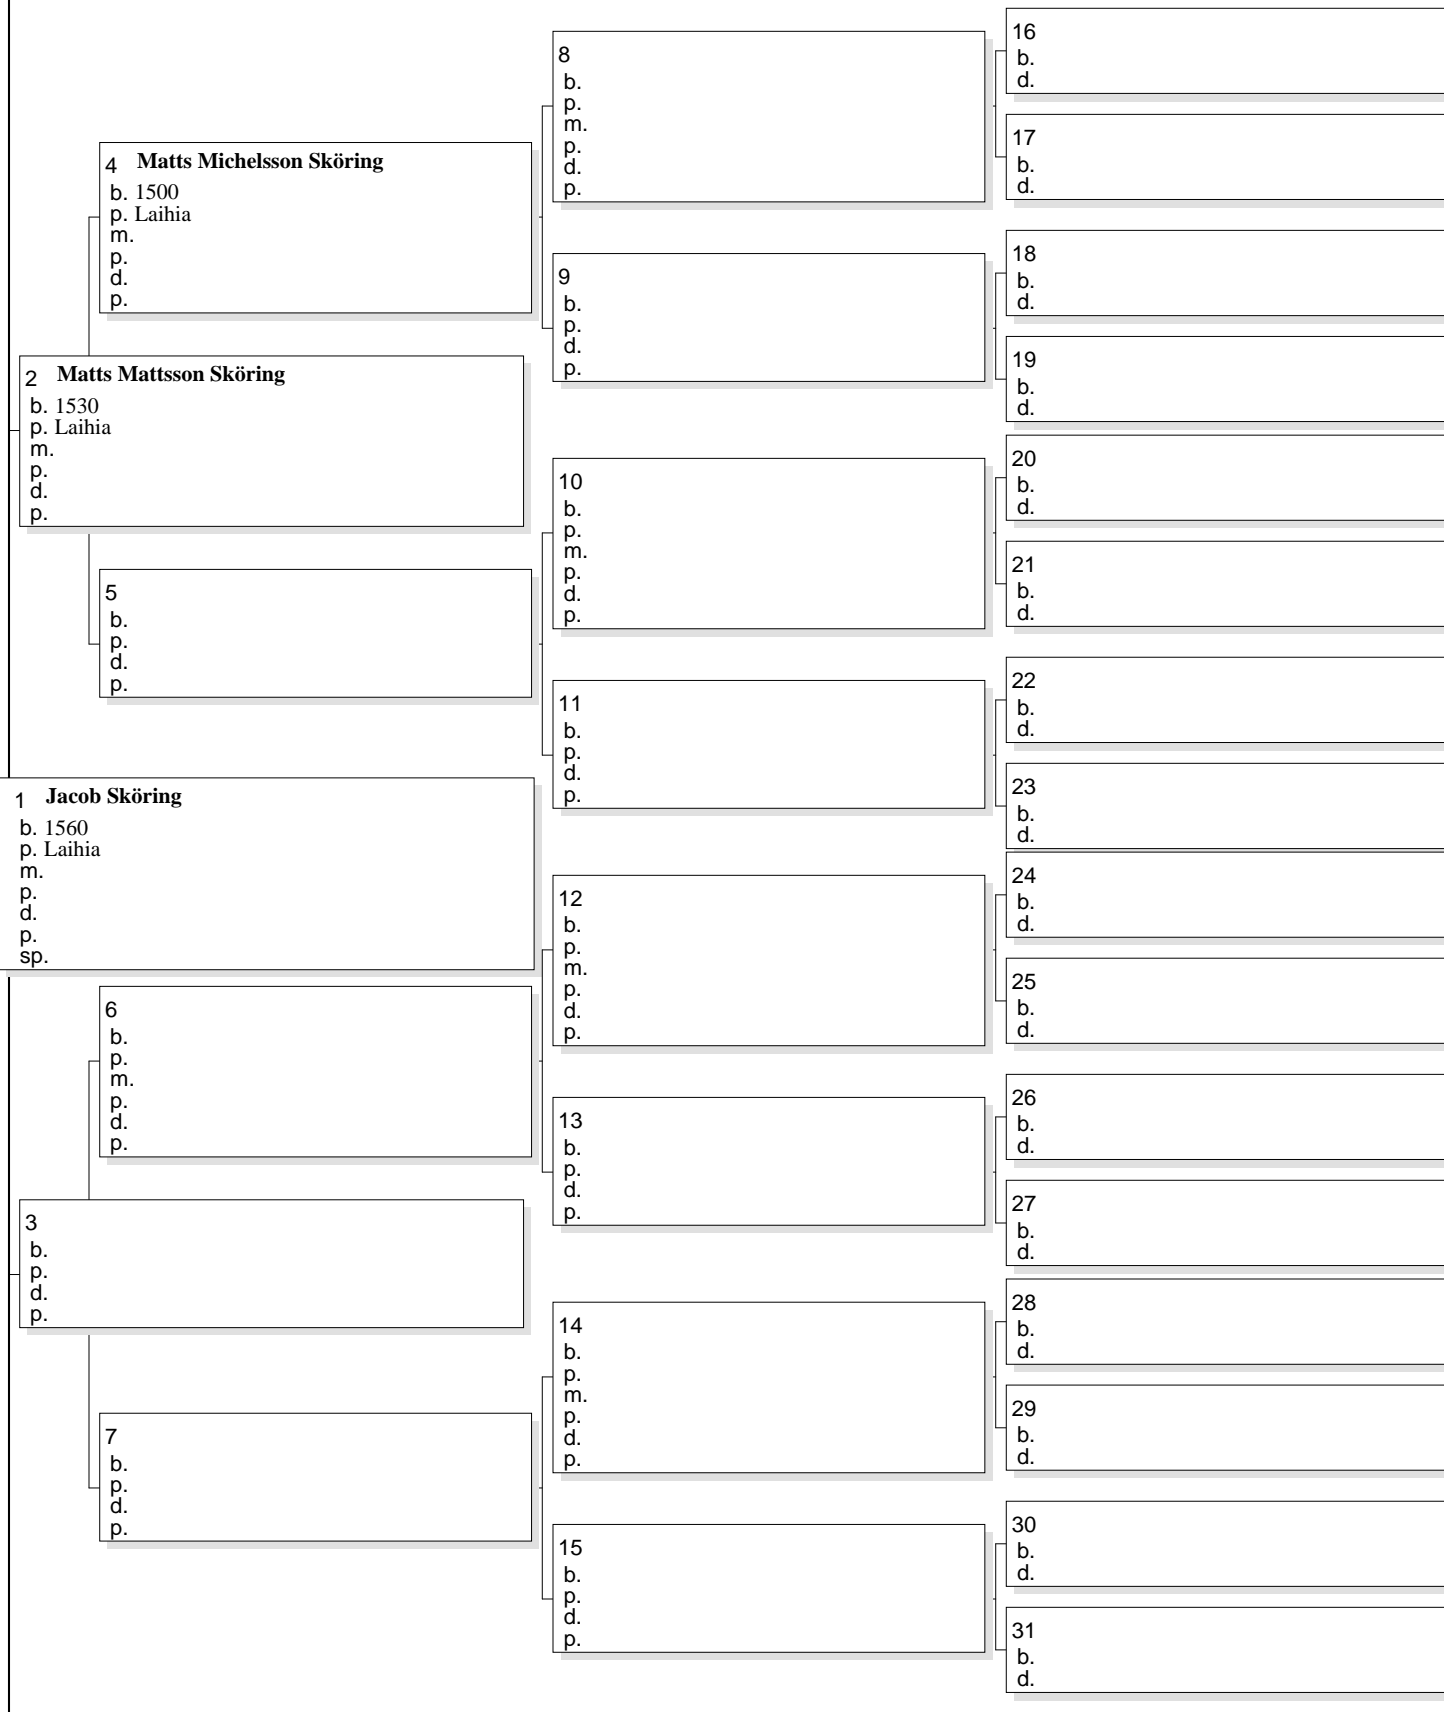 1 Jacob Sköring
b. 1560
p. Laihia
m.
p.
d.
p.
sp.
2 Matts Mattsson Sköring
b. 1530
p. Laihia
m.
p.
d.
p.
3
b.
p.
d.
p.
4 Matts Michelsson Sköring
b. 1500
p. Laihia
m.
p.
d.
p.
5
b.
p.
d.
p.
6
b.
p.
m.
p.
d.
p.
7
b.
p.
d.
p.
8
b.
p.
m.
p.
d.
p.
9
b.
p.
d.
p.
10
b.
p.
m.
p.
d.
p.
11
b.
p.
d.
p.
12
b.
p.
m.
p.
d.
p.
13
b.
p.
d.
p.
14
b.
p.
m.
p.
d.
p.
15
b.
p.
d.
p.
16
b.
d.
17
b.
d.
18
b.
d.
19
b.
d.
20
b.
d.
21
b.
d.
22
b.
d.
23
b.
d.
24
b.
d.
25
b.
d.
26
b.
d.
27
b.
d.
28
b.
d.
29
b.
d.
30
b.
d.
31
b.
d.